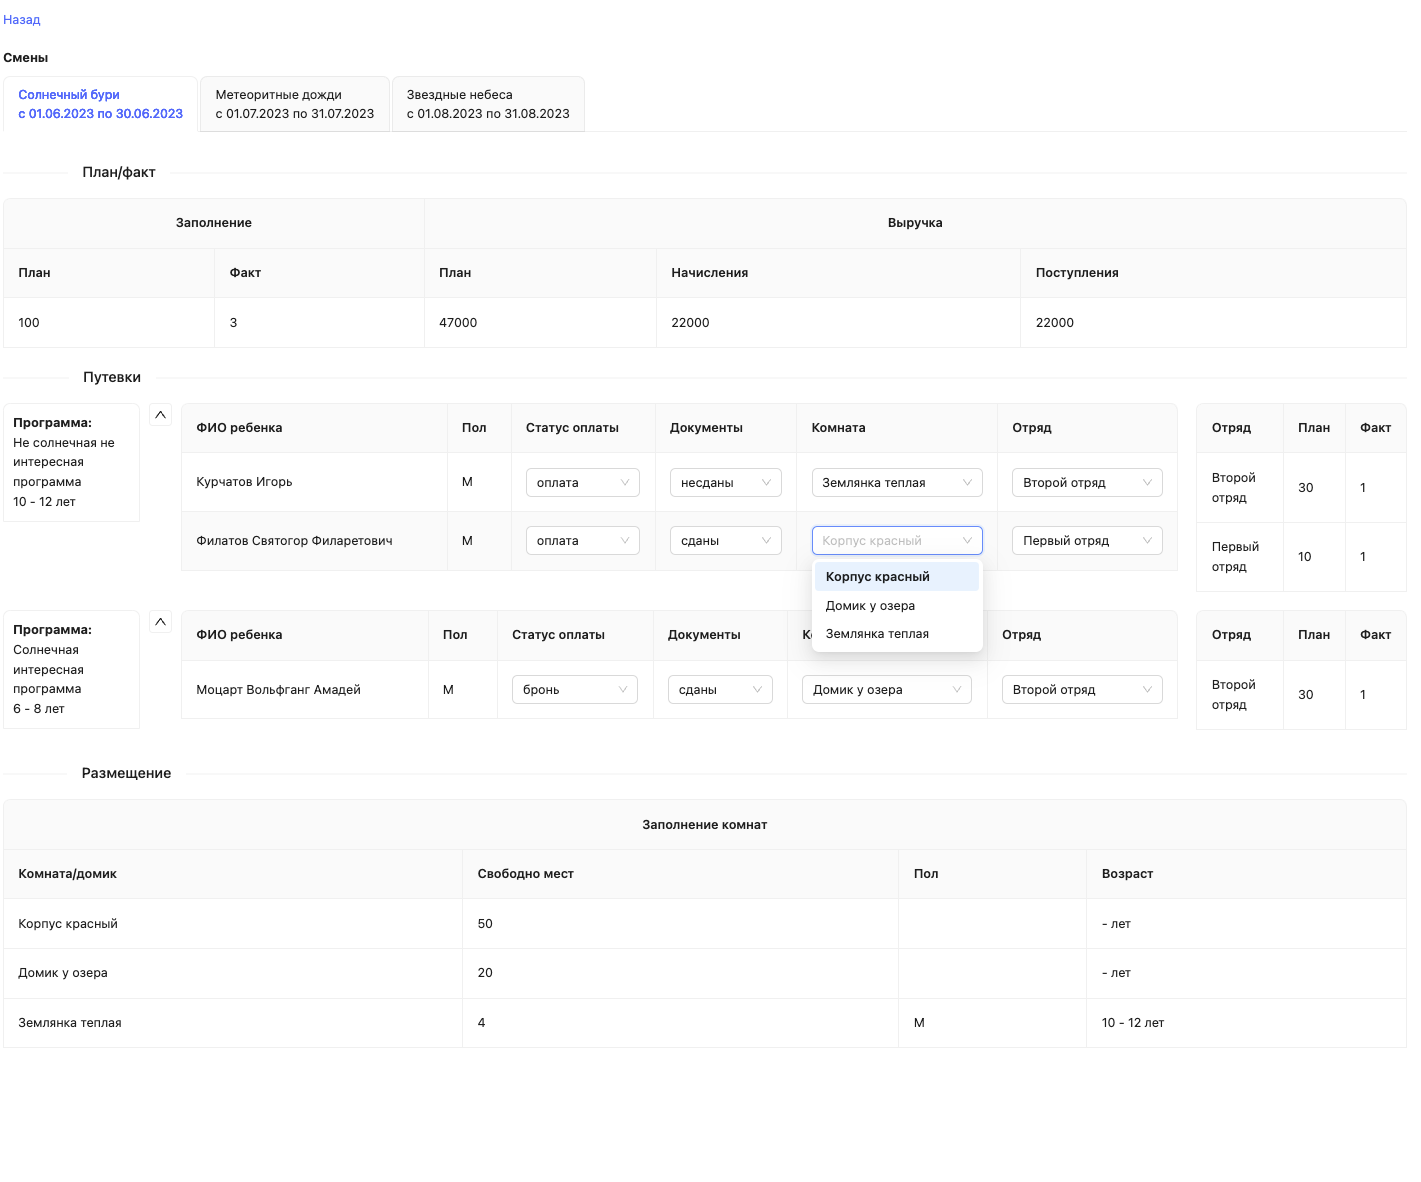 Назад
Смены
Солнечный бури
с 01.06.2023 по 30.06.2023
Метеоритные дожди
с 01.07.2023 по 31.07.2023
Звездные небеса
с 01.08.2023 по 31.08.2023
План/факт
Заполнение
Выручка
План
Факт
План
Начисления
Поступления
100
3
47000
22000
22000
Путевки
Программа:
Не солнечная не
интересная
программа
10 - 12 лет
ФИО ребенка
Пол
Статус оплаты
Документы
Комната
Отряд
Курчатов Игорь
М
оплата
несданы
Землянка теплая
Второй отряд
Филатов Святогор Филаретович
М
оплата
сданы
Корпус красный
Первый отряд
Корпус красный
Домик у озера
Землянка теплая
Отряд
План
Факт
Второй
отряд
30
1
Первый
отряд
10
1
Программа:
Солнечная
интересная
программа
6 - 8 лет
ФИО ребенка
Пол
Статус оплаты
Документы
Отряд
Моцарт Вольфганг Амадей
М
бронь
сданы
Домик у озера
Второй отряд
Отряд
План
Факт
Второй
отряд
30
1
Размещение
Заполнение комнат
Комната/домик
Свободно мест
Пол
Возраст
Корпус красный
50
- лет
Домик у озера
20
- лет
Землянка теплая
4
М
10 - 12 лет